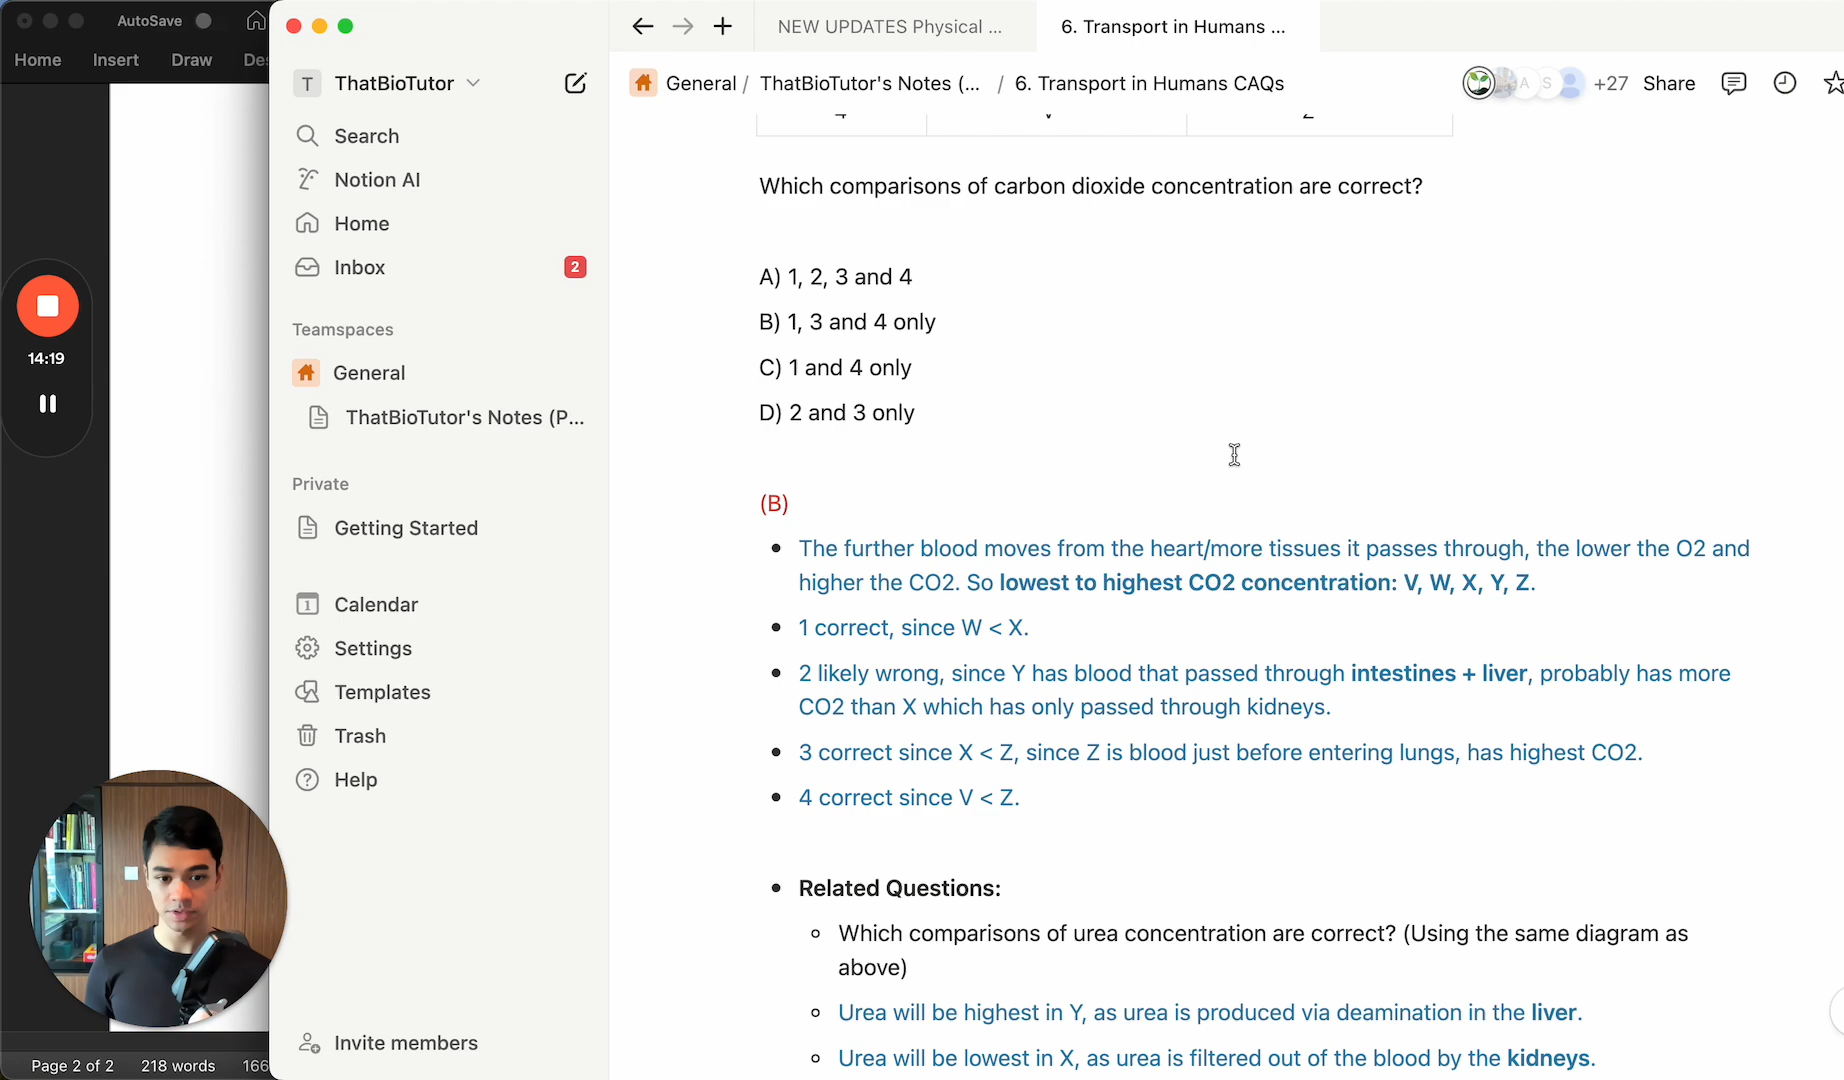 AutoSave
Home Insert Draw Des
14:19
Page 2 of 2 218 words 166
T ThatBioTutor
Search
Notion AI
Home
Inbox 2
Teamspaces
General
ThatBioTutor's Notes (P...
Private
Getting Started
1 Calendar
Settings
Templates
Trash
? Help
Invite members
NEW UPDATES Physical ... 6. Transport in Humans ...
General / ThatBioTutor's Notes (... / 6. Transport in Humans CAQs A S +27 Share
Which comparisons of carbon dioxide concentration are correct?
A) 1, 2, 3 and 4
B) 1, 3 and 4 only
C) 1 and 4 only
D) 2 and 3 only
(B)
The further blood moves from the heart/more tissues it passes through, the lower the O2 and
higher the CO2. So lowest to highest CO2 concentration: V, W, X, Y, Z.
1 correct, since W < X.
2 likely wrong, since Y has blood that passed through intestines + liver, probably has more
CO2 than X which has only passed through kidneys.
3 correct since X < Z, since Z is blood just before entering lungs, has highest CO2.
4 correct since V < Z.
Related Questions:
Which comparisons of urea concentration are correct? (Using the same diagram as
above)
Urea will be highest in Y, as urea is produced via deamination in the liver.
Urea will be lowest in X, as urea is filtered out of the blood by the kidneys.